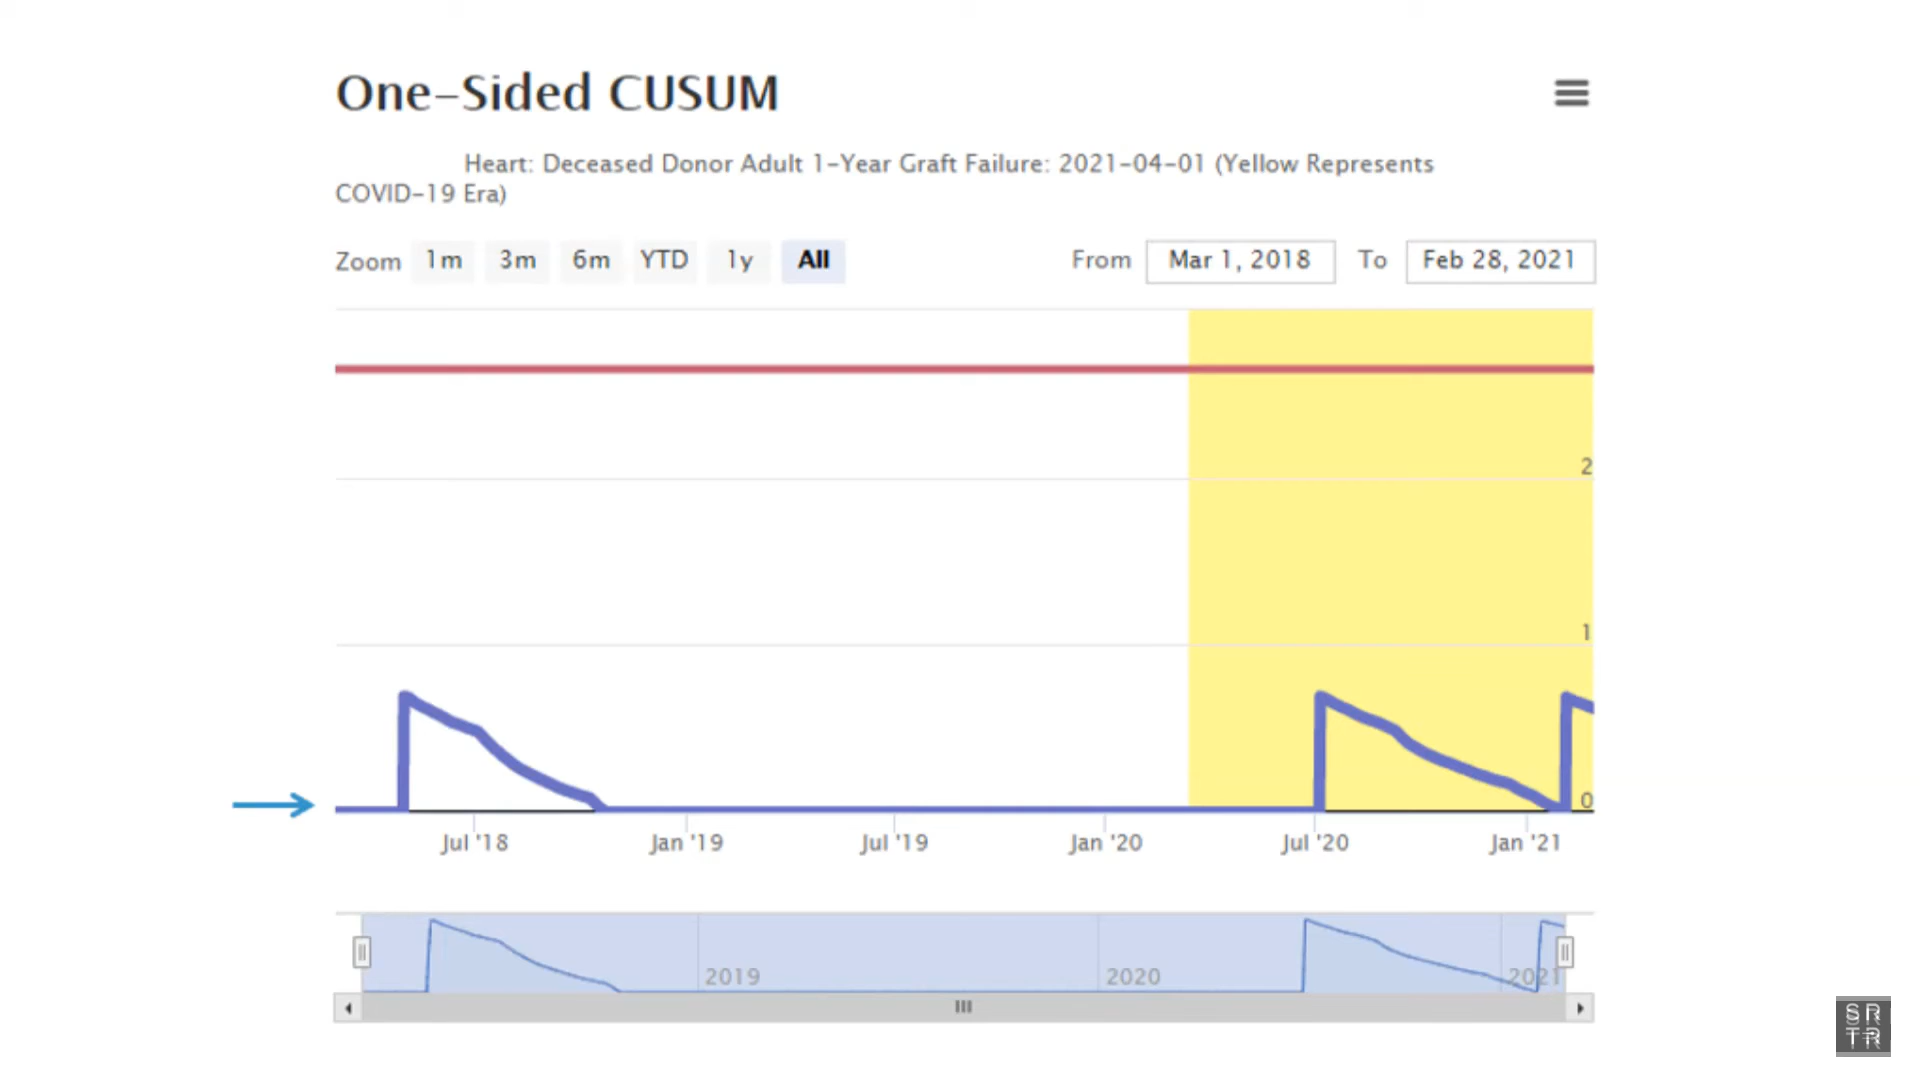 One-Sided CUSUM
Heart: Deceased Donor Adult 1-Year Graft Failure: 2021-04-01 (Yellow Represents
COVID-19 Era)
Zoom 1m 3m 6m YTD 1y All From Mar 1, 2018 To Feb 28, 2021
2
1
0
Jul '18 Jan '19 Jul '19 Jan '20 Jul '20 Jan '21
2019 2020 2021
SR
TR